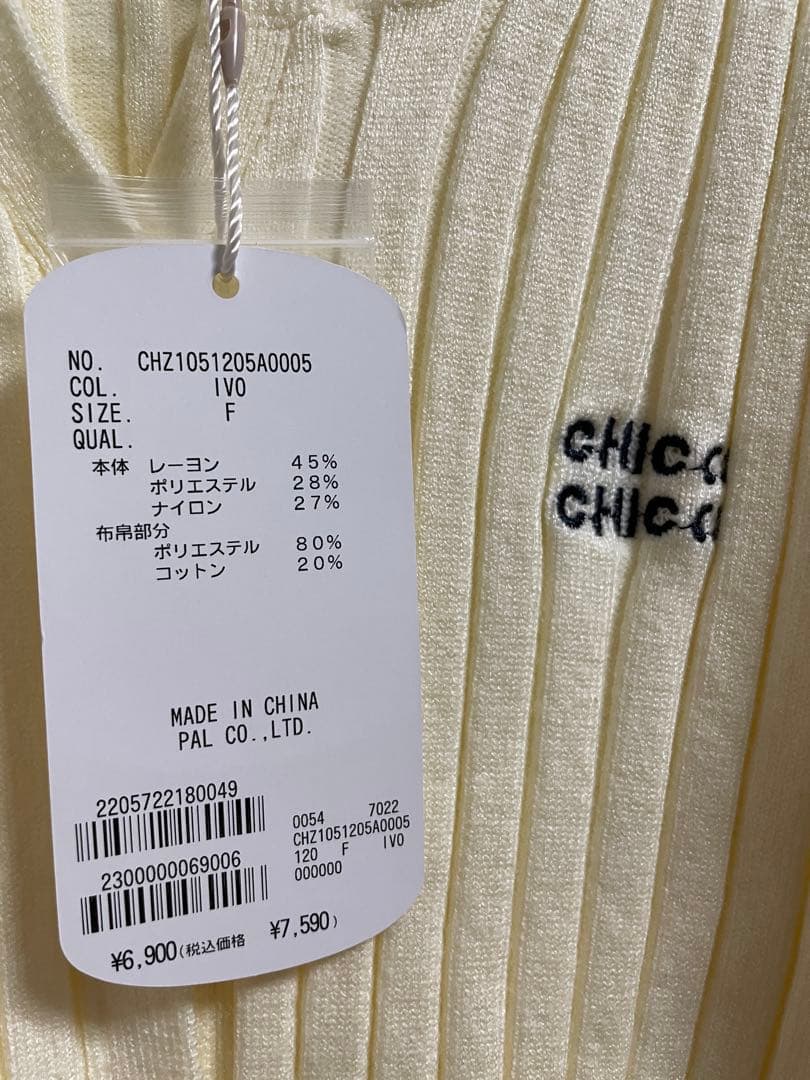 NO. CHZ1051205A0005
COL. IVO
SIZE. F
QUAL.
本体 レーヨン 45%
ポリエステル 28%
ナイロン 27%
布帛部分
ポリエステル 80%
コットン 20%
MADE IN CHINA
PAL CO.,LTD.
2205722180049
2300000069006
0054 7022
CHZ1051205A0005
120 F IVO
000000
¥6,900(税込価格 ¥7,590)
CHICC
CHICC